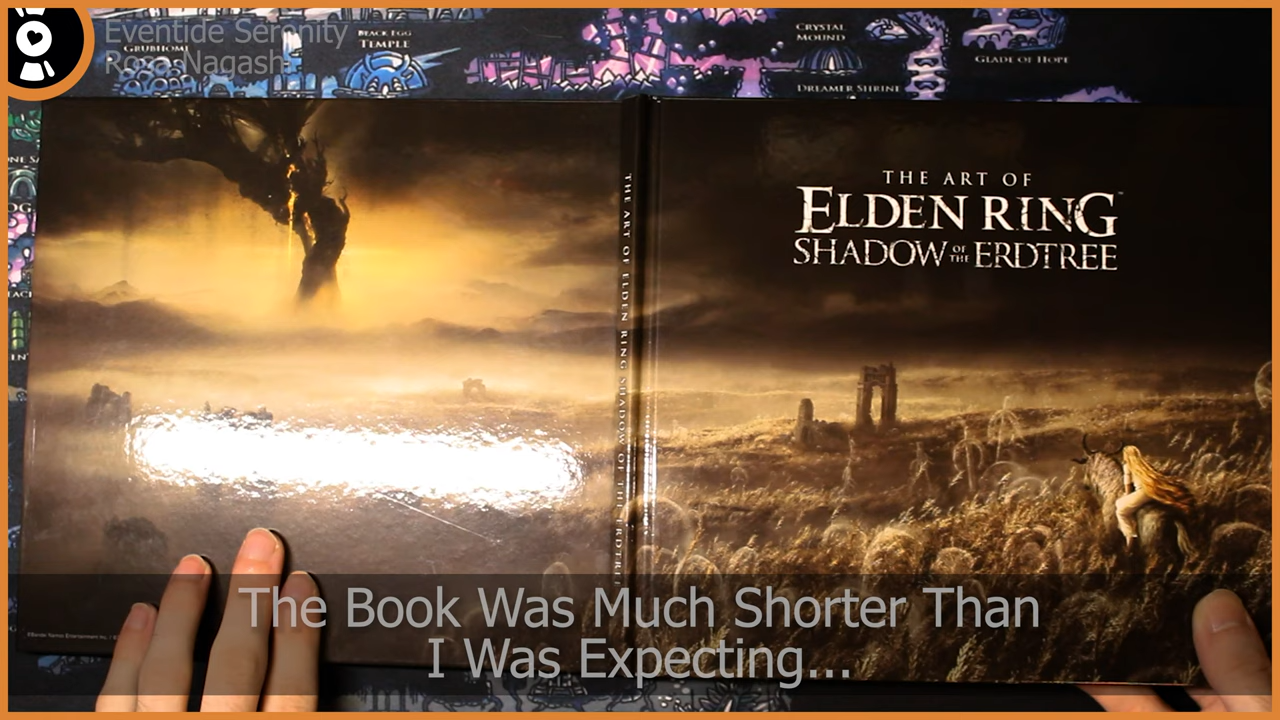 Eventide Serenity
Rosa Nagashi
GRUBHOME
BLACK EGG
TEMPLE
CRYSTAL
MOUND
GLADE OF HOPE
DREAMER SHRINE
THE ART OF
ELDEN RING™
SHADOW OF THE ERDTREE
THE ART OF ELDEN RING SHADOW OF THE ERDTREE
The Book Was Much Shorter Than
I Was Expecting...